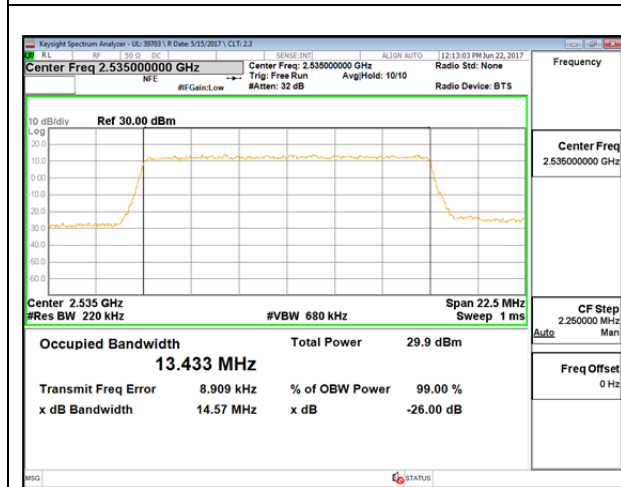 Keysight Spectrum Analyzer - UL: 39703 \ R Date: 5/15/2017 \ CLT: 2.3
RL RF 50 Ω DC SENSE:INT ALIGN AUTO 12:13:03 PM Jun 22, 2017
Center Freq 2.535000000 GHz Center Freq: 2.535000000 GHz Radio Std: None Frequency
NFE Trig: Free Run Avg|Hold: 10/10
#IFGain:Low #Atten: 32 dB Radio Device: BTS
10 dB/div Ref 30.00 dBm
Log
20.0
10.0
0.00
-10.0
-20.0
-30.0
-40.0
-50.0
-60.0
Center Freq
2.535000000 GHz
Center 2.535 GHz Span 22.5 MHz
#Res BW 220 kHz #VBW 680 kHz Sweep 1 ms
CF Step
2.250000 MHz
Auto Man
Occupied Bandwidth Total Power 29.9 dBm
13.433 MHz
Freq Offset
0 Hz
Transmit Freq Error 8.909 kHz % of OBW Power 99.00 %
x dB Bandwidth 14.57 MHz x dB -26.00 dB
MSG STATUS